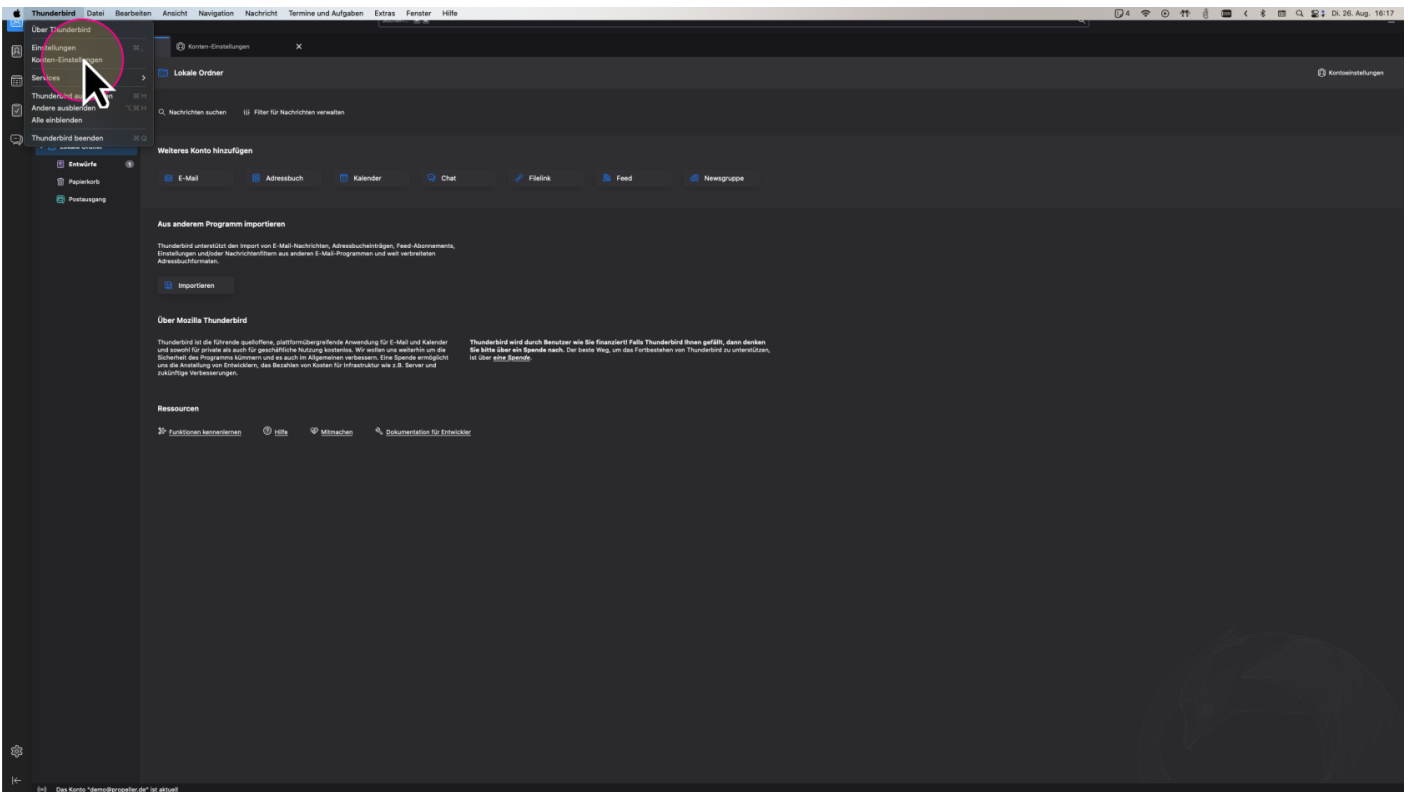 Thunderbird Datei Bearbeiten Ansicht Navigation Nachricht Termine und Aufgaben Extras Fenster Hilfe
4 Di. 26. Aug. 16:17
Über Thunderbird
Einstellungen ⌘,
Konten-Einstellungen
Services
Thunderbird ⌘H
Andere ausblenden ⌥⌘H
Alle einblenden
Thunderbird beenden ⌘Q
Konten-Einstellungen
Lokale Ordner
Kontoeinstellungen
Nachrichten suchen Filter für Nachrichten verwalten
Entwürfe 1
Papierkorb
Postausgang
Weiteres Konto hinzufügen
E-Mail Adressbuch Kalender Chat Filelink Feed Newsgruppe
Aus anderem Programm importieren
Thunderbird unterstützt den Import von E-Mail-Nachrichten, Adressbucheinträgen, Feed-Abonnements,
Einstellungen und/oder Nachrichtenfiltern aus anderen E-Mail-Programmen und weit verbreiteten
Adressbuchformaten.
Importieren
Über Mozilla Thunderbird
Thunderbird ist die führende quelloffene, plattformübergreifende Anwendung für E-Mail und Kalender
und sowohl für private als auch für geschäftliche Nutzung kostenlos. Wir wollen uns weiterhin um die
Sicherheit des Programms kümmern und es auch im Allgemeinen verbessern. Eine Spende ermöglicht
uns die Anstellung von Entwicklern, das Bezahlen von Kosten für Infrastruktur wie z.B. Server und
zukünftige Verbesserungen.
Thunderbird wird durch Benutzer wie Sie finanziert! Falls Thunderbird Ihnen gefällt, dann denken
Sie bitte über ein Spende nach. Der beste Weg, um das Fortbestehen von Thunderbird zu unterstützen,
ist über eine Spende.
Ressourcen
Funktionen kennenlernen Hilfe Mitmachen Dokumentation für Entwickler
Das Konto "demo@propeller.de" ist aktuell